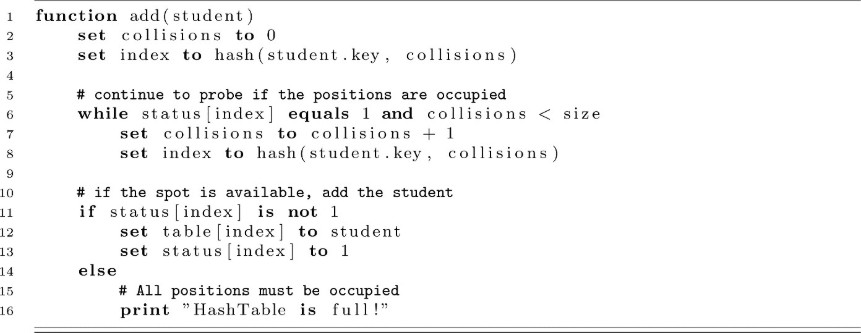 1 function add(student)
2 set collisions to 0
3 set index to hash(student.key, collisions)
4
5 # continue to probe if the positions are occupied
6 while status[index] equals 1 and collisions < size
7 set collisions to collisions + 1
8 set index to hash(student.key, collisions)
9
10 # if the spot is available, add the student
11 if status[index] is not 1
12 set table[index] to student
13 set status[index] to 1
14 else
15 # All positions must be occupied
16 print "HashTable is full!"